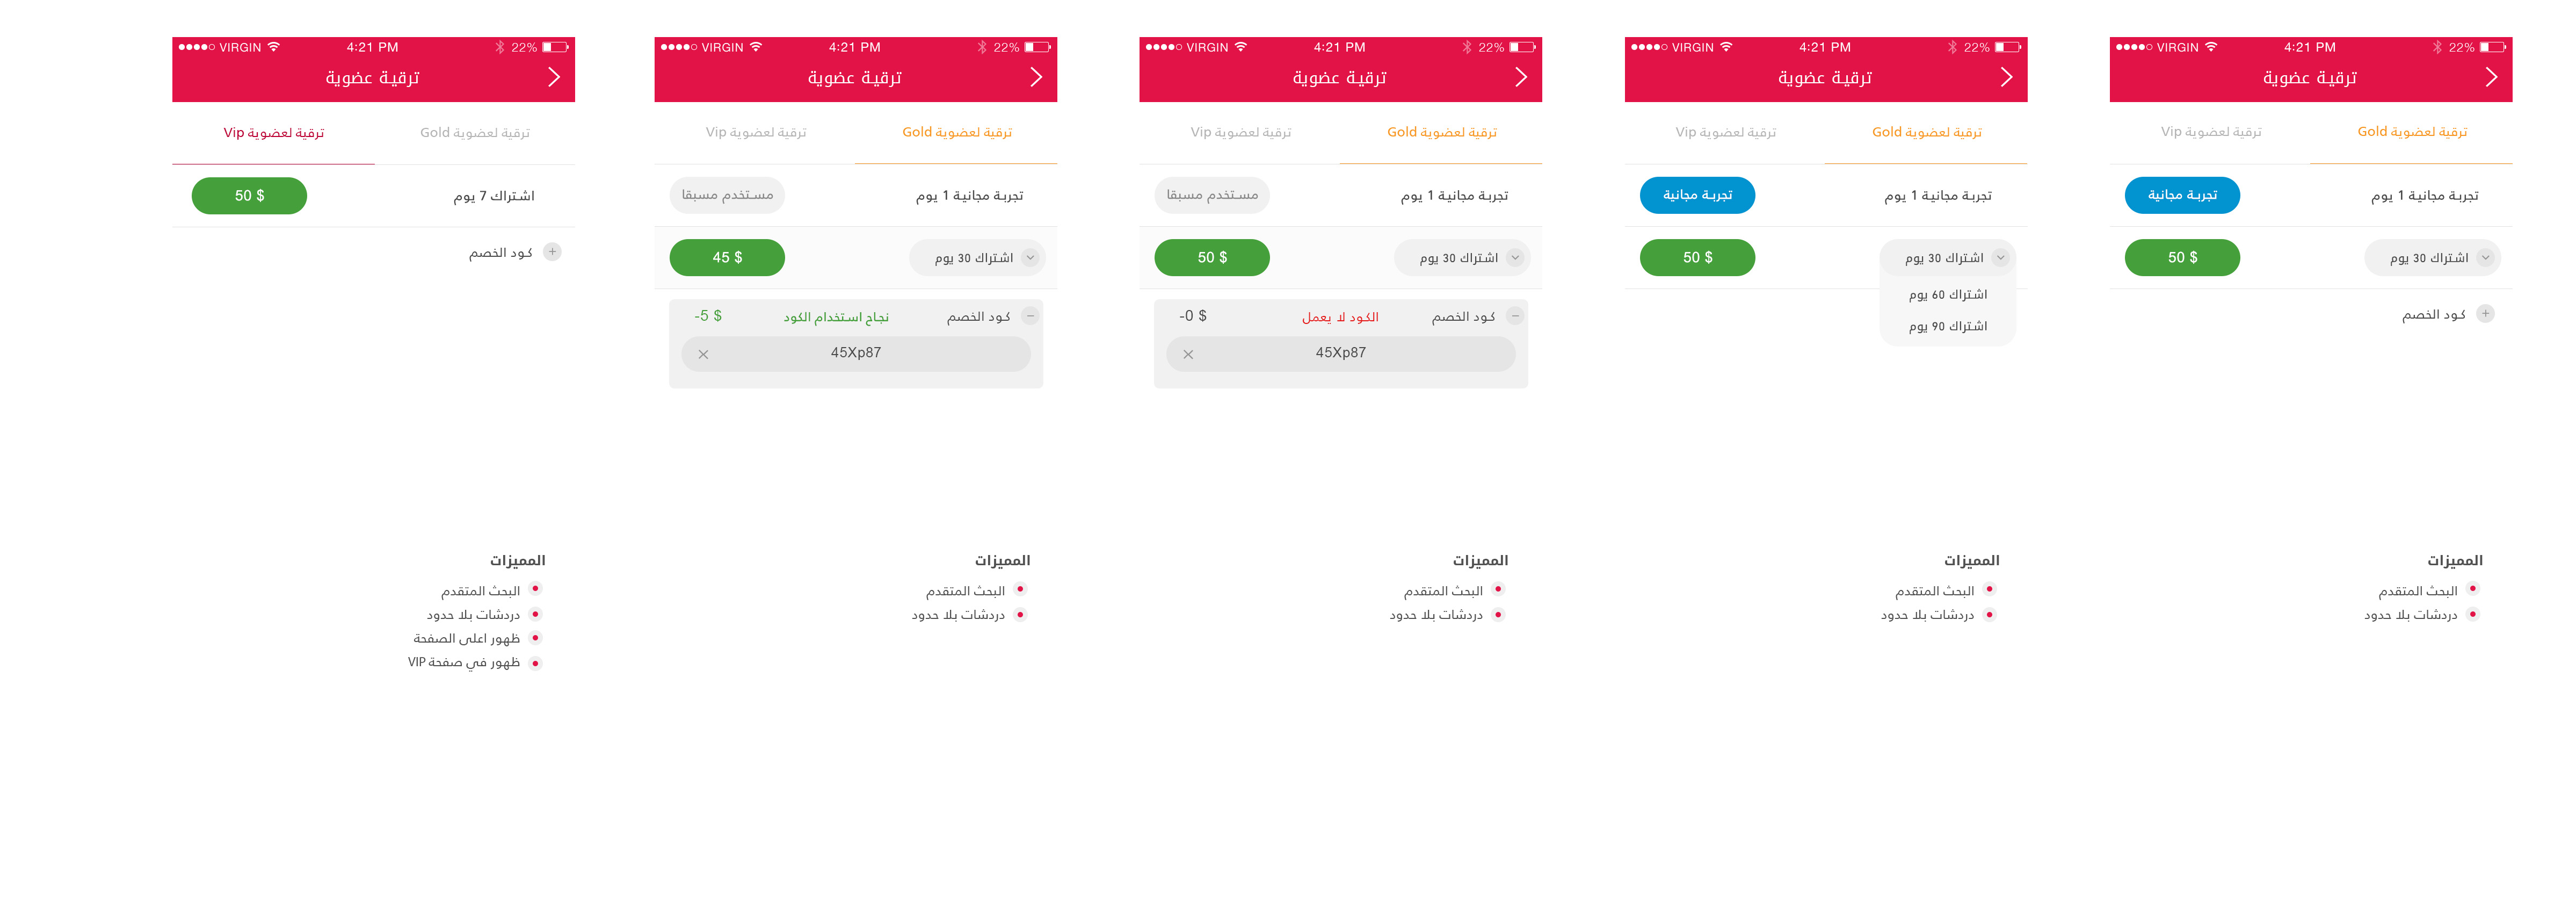 VIRGIN 4:21 PM 22%
ترقية عضوية
ترقية لعضوية Gold
ترقية لعضوية Vip
تجربة مجانية 1 يوم
تجربة مجانية
اشتراك 30 يوم
50 $
كود الخصم
المميزات
البحث المتقدم
دردشات بلا حدود
VIRGIN 4:21 PM 22%
ترقية عضوية
ترقية لعضوية Gold
ترقية لعضوية Vip
تجربة مجانية 1 يوم
تجربة مجانية
اشتراك 30 يوم
50 $
اشتراك 60 يوم
اشتراك 90 يوم
المميزات
البحث المتقدم
دردشات بلا حدود
VIRGIN 4:21 PM 22%
ترقية عضوية
ترقية لعضوية Gold
ترقية لعضوية Vip
تجربة مجانية 1 يوم
مستخدم مسبقا
اشتراك 30 يوم
50 $
كود الخصم
الكود لا يعمل
-0 $
45Xp87
المميزات
البحث المتقدم
دردشات بلا حدود
VIRGIN 4:21 PM 22%
ترقية عضوية
ترقية لعضوية Gold
ترقية لعضوية Vip
تجربة مجانية 1 يوم
مستخدم مسبقا
اشتراك 30 يوم
45 $
كود الخصم
نجاح استخدام الكود
-5 $
45Xp87
المميزات
البحث المتقدم
دردشات بلا حدود
VIRGIN 4:21 PM 22%
ترقية عضوية
ترقية لعضوية Gold
ترقية لعضوية Vip
اشتراك 7 يوم
50 $
كود الخصم
المميزات
البحث المتقدم
دردشات بلا حدود
ظهور اعلى الصفحة
ظهور في صفحة VIP